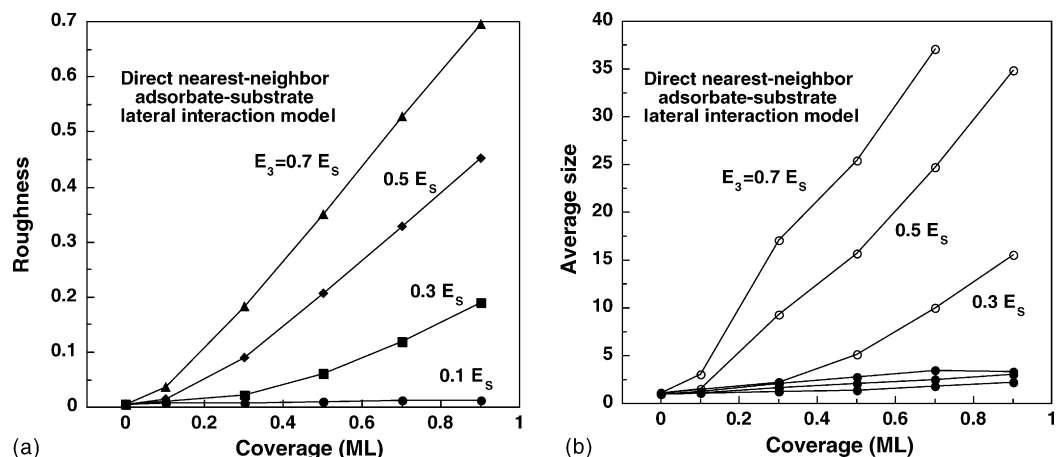 0.7
0.6
0.5
0.4
0.3
0.2
0.1
0
Roughness
Direct nearest-neighbor
adsorbate-substrate
lateral interaction model
E₃=0.7 Eₛ
0.5 Eₛ
0.3 Eₛ
0.1 Eₛ
0 0.2 0.4 0.6 0.8 1
Coverage (ML)
(a)
40
35
30
25
20
15
10
5
0
Average size
Direct nearest-neighbor
adsorbate-substrate
lateral interaction model
E₃=0.7 Eₛ
0.5 Eₛ
0.3 Eₛ
0 0.2 0.4 0.6 0.8 1
Coverage (ML)
(b)